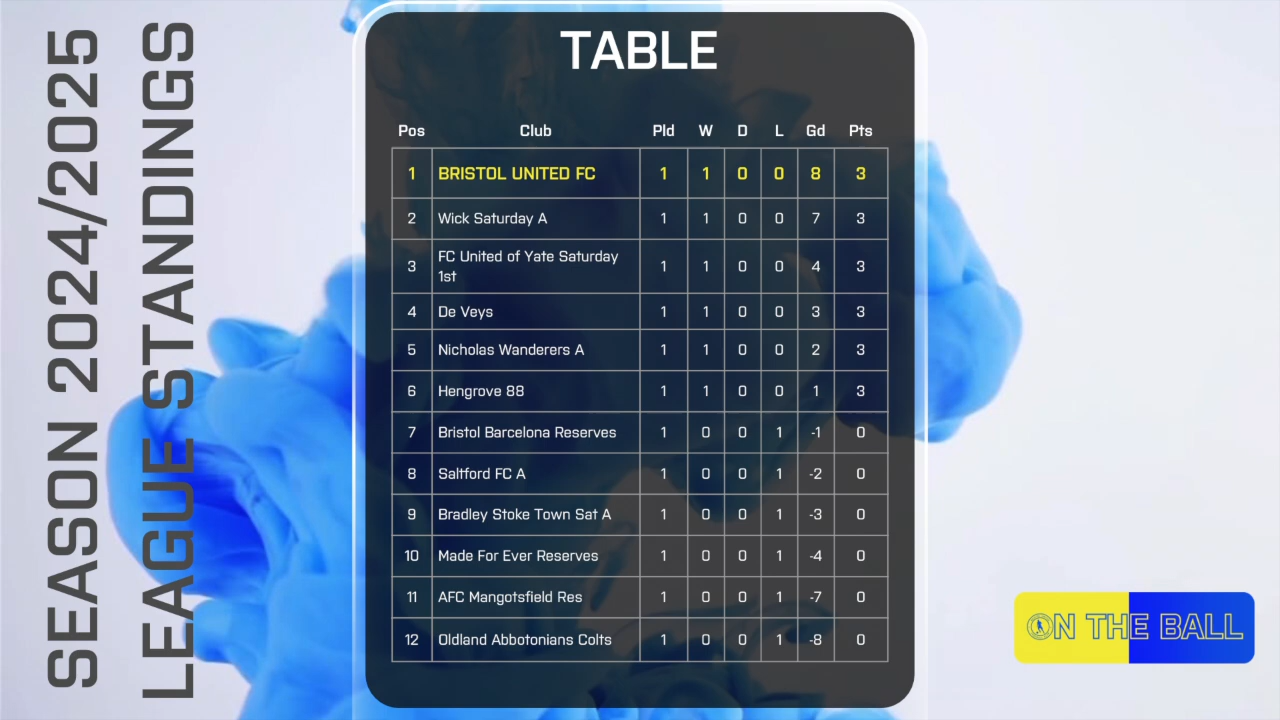 SEASON 2024/2025
LEAGUE STANDINGS
TABLE
Pos Club Pld W D L Gd Pts
1 BRISTOL UNITED FC 1 1 0 0 8 3
2 Wick Saturday A 1 1 0 0 7 3
3 FC United of Yate Saturday 1 1 0 0 4 3
1st
4 De Veys 1 1 0 0 3 3
5 Nicholas Wanderers A 1 1 0 0 2 3
6 Hengrove 88 1 1 0 0 1 3
7 Bristol Barcelona Reserves 1 0 0 1 -1 0
8 Saltford FC A 1 0 0 1 -2 0
9 Bradley Stoke Town Sat A 1 0 0 1 -3 0
10 Made For Ever Reserves 1 0 0 1 -4 0
11 AFC Mangotsfield Res 1 0 0 1 -7 0
12 Oldland Abbotonians Colts 1 0 0 1 -8 0
ON THE BALL